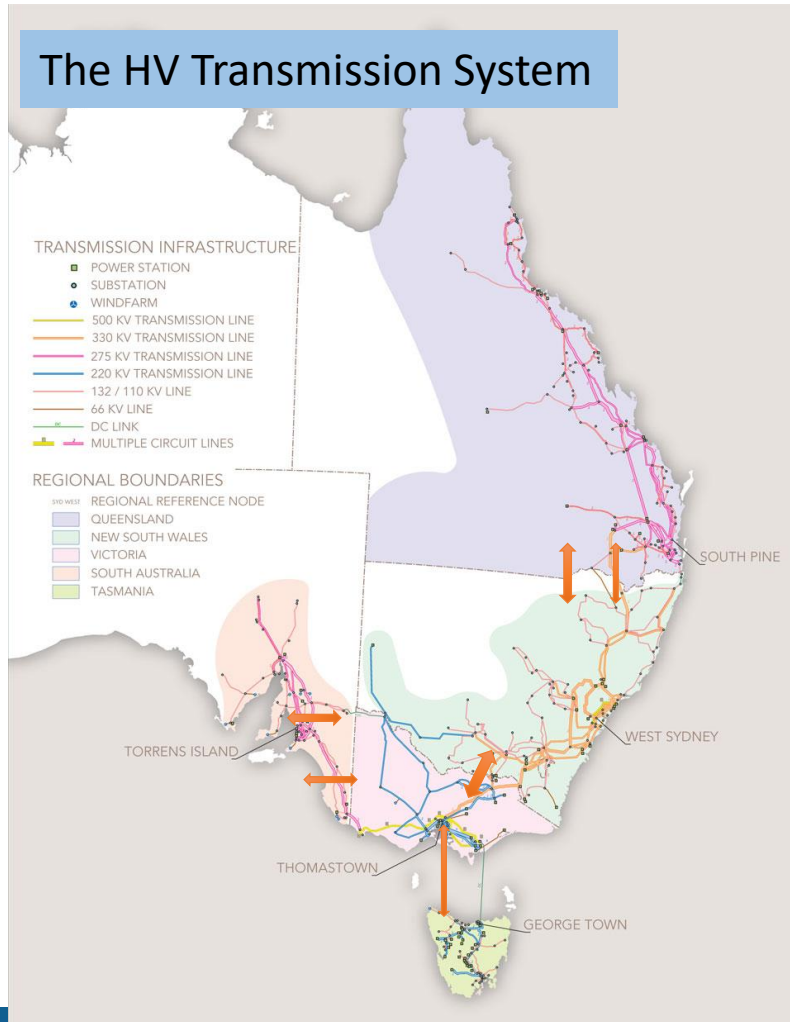 The HV Transmission System
TRANSMISSION INFRASTRUCTURE
POWER STATION
SUBSTATION
WINDFARM
500 KV TRANSMISSION LINE
330 KV TRANSMISSION LINE
275 KV TRANSMISSION LINE
220 KV TRANSMISSION LINE
132 / 110 KV LINE
66 KV LINE
DC LINK
MULTIPLE CIRCUIT LINES
REGIONAL BOUNDARIES
SYD WEST REGIONAL REFERENCE NODE
QUEENSLAND
NEW SOUTH WALES
VICTORIA
SOUTH AUSTRALIA
TASMANIA
SOUTH PINE
WEST SYDNEY
TORRENS ISLAND
THOMASTOWN
GEORGE TOWN